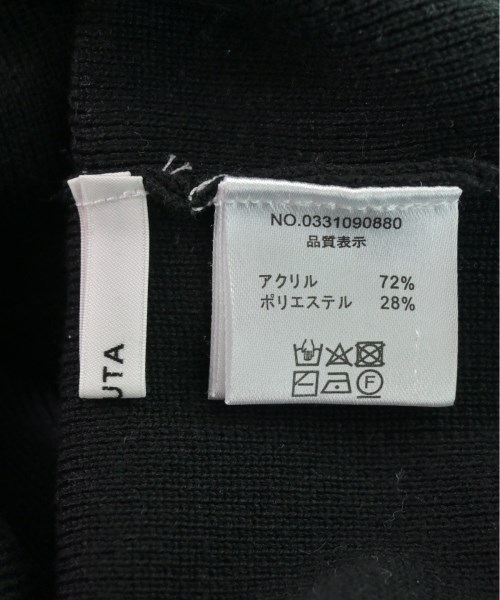 NO.0331090880
品質表示
アクリル 72%
ポリエステル 28%
F
UTA